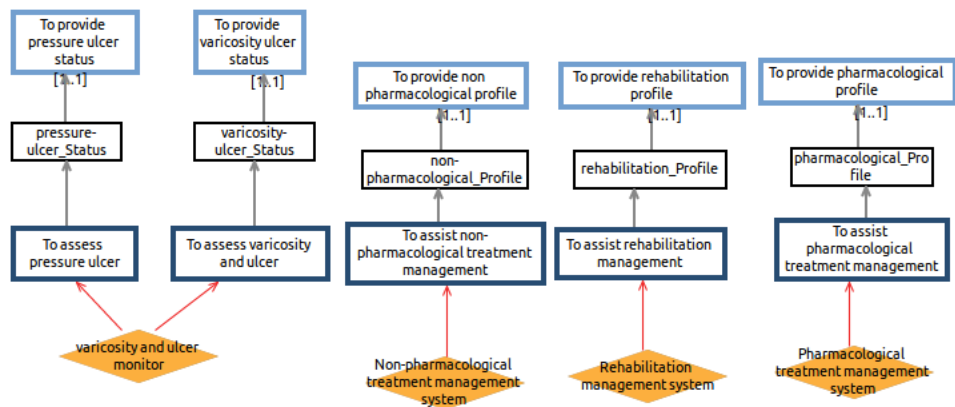 To provide
pressure ulcer
status
[1..1]
To provide
varicosity ulcer
status
[1..1]
To provide non
pharmacological profile
[1..1]
To provide rehabilitation
profile
[1..1]
To provide pharmacological
profile
[1..1]
pressure-
ulcer_Status
varicosity-
ulcer_Status
non-
pharmacological_Profile
rehabilitation_Profile
pharmacological_Pro
file
To assess
pressure ulcer
To assess varicosity
and ulcer
To assist non-
pharmacological treatment
management
To assist rehabilitation
management
To assist
pharmacological
treatment management
varicosity and ulcer
monitor
Non-pharmacological
treatment management
system
Rehabilitation
management system
Pharmacological
treatment management
system